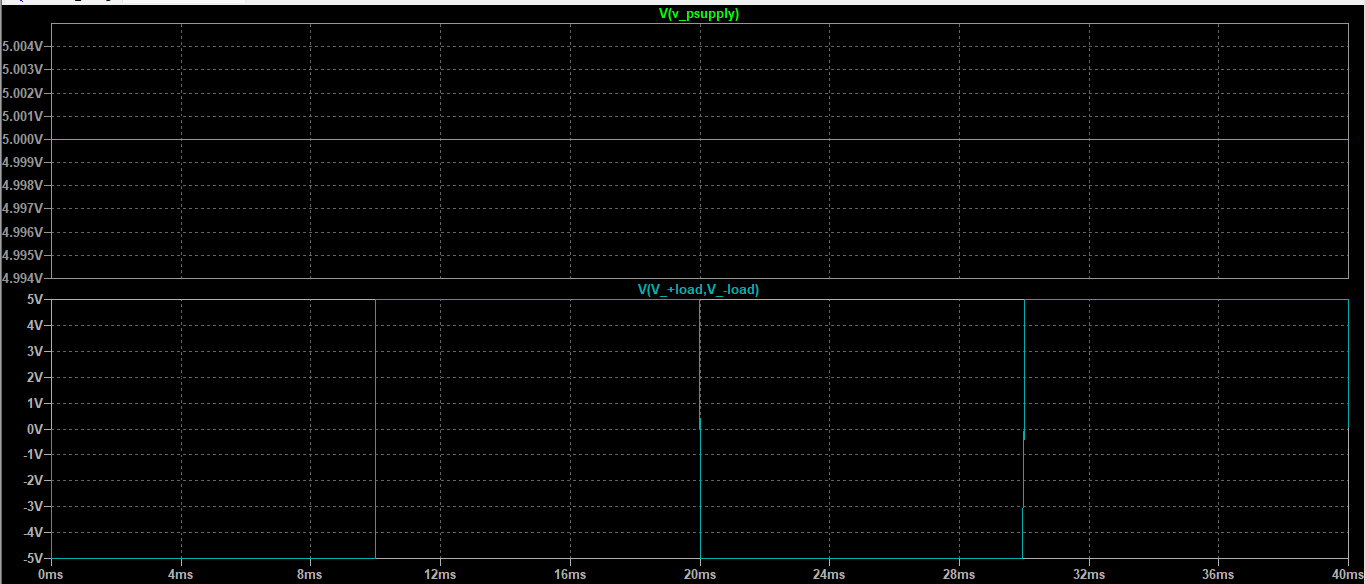 V(v_psupply)
5.004V
5.003V
5.002V
5.001V
5.000V
4.999V
4.998V
4.997V
4.996V
4.995V
4.994V
V(V_+load,V_-load)
5V
4V
3V
2V
1V
0V
-1V
-2V
-3V
-4V
-5V
0ms 4ms 8ms 12ms 16ms 20ms 24ms 28ms 32ms 36ms 40ms